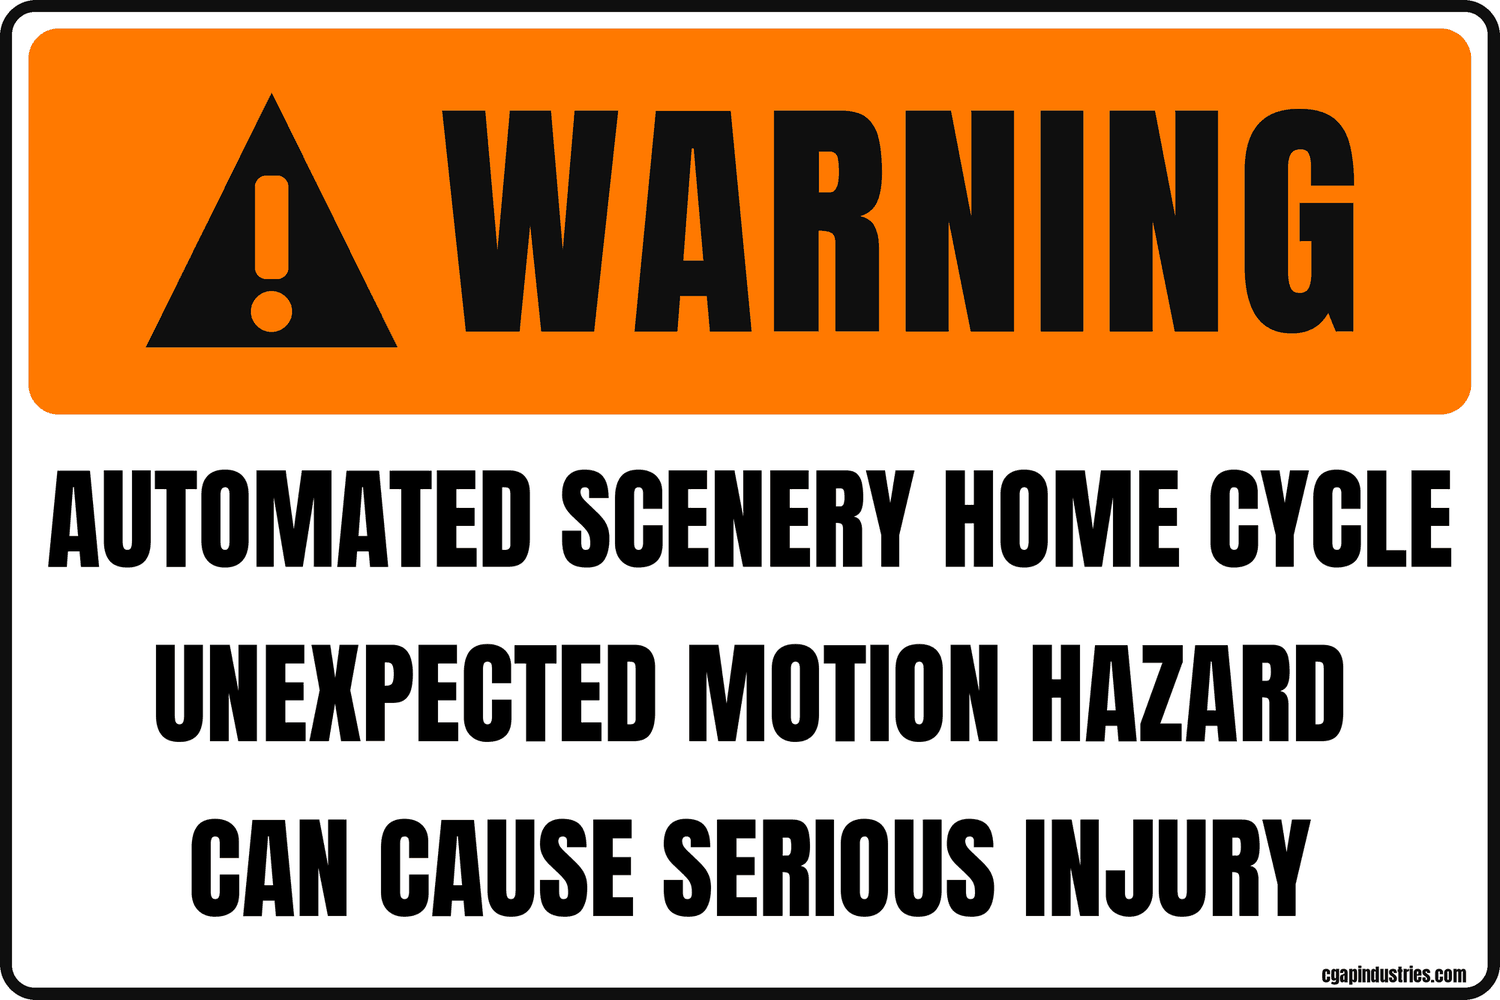 WARNING
AUTOMATED SCENERY HOME CYCLE
UNEXPECTED MOTION HAZARD
CAN CAUSE SERIOUS INJURY
cgapindustries.com